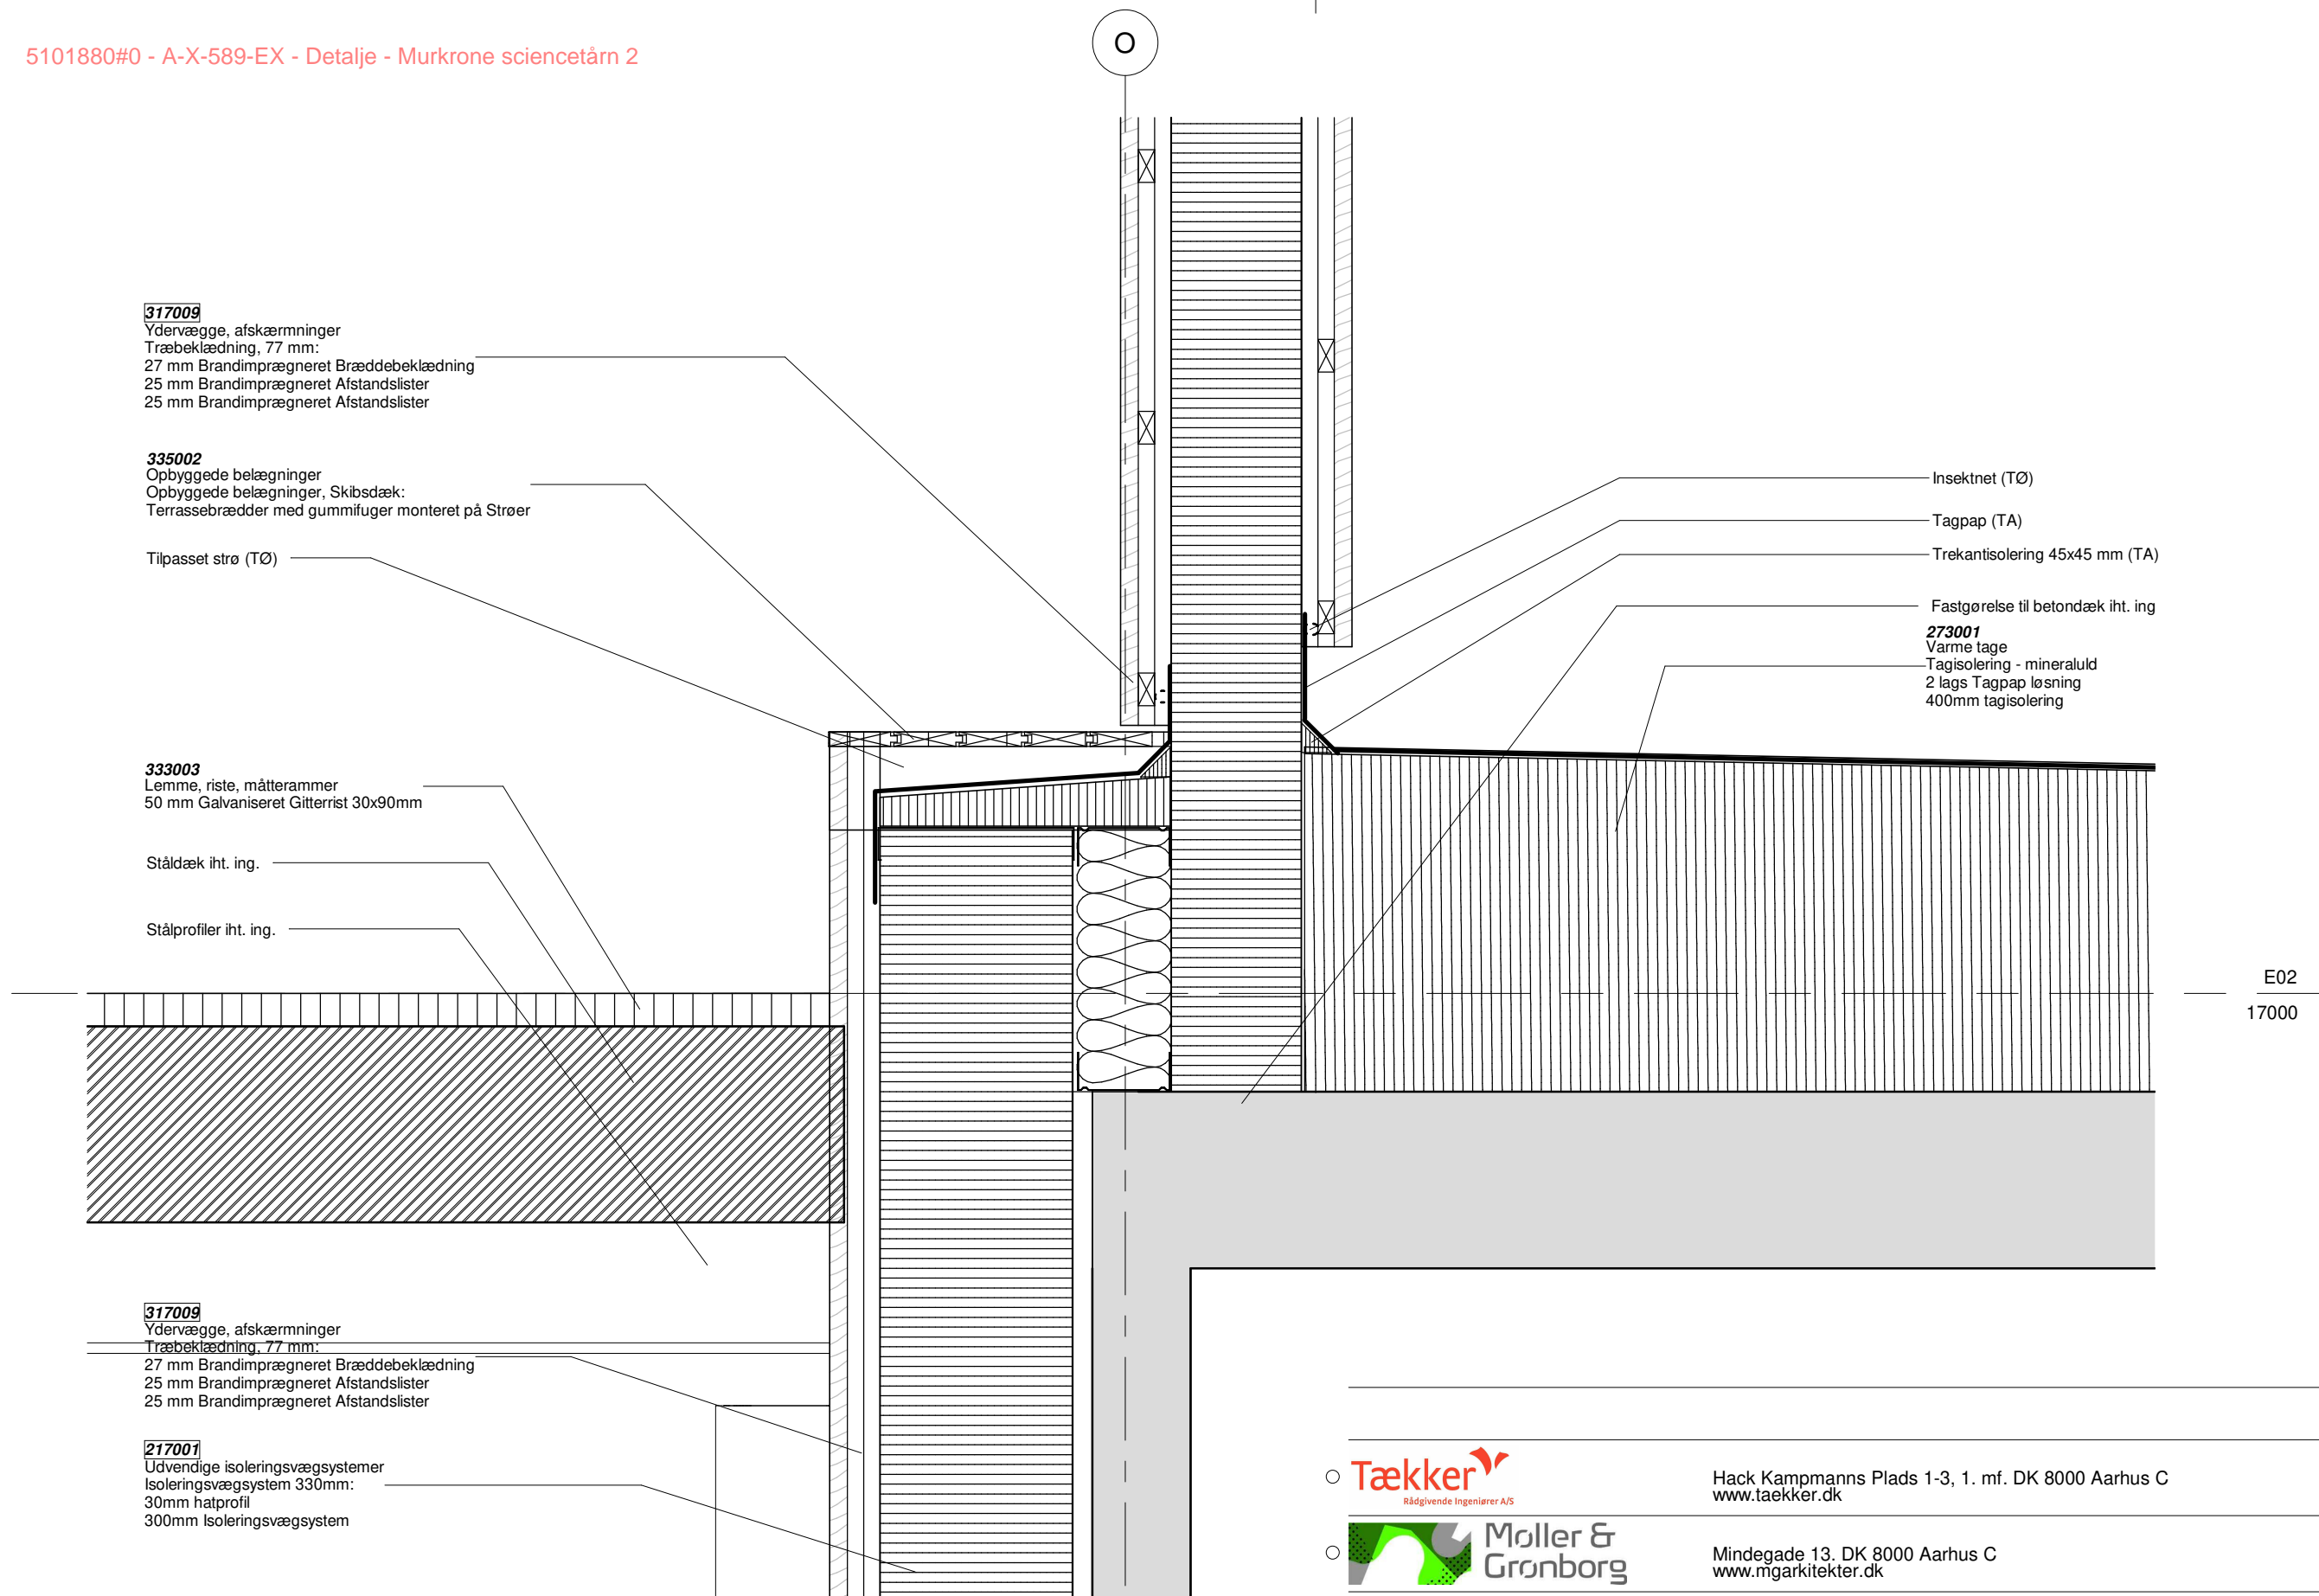 5101880#0 - A-X-589-EX - Detalje - Murkrone sciencetårn 2
O
317009
Ydervægge, afskærmninger
Træbeklædning, 77 mm:
27 mm Brandimprægneret Bræddebeklædning
25 mm Brandimprægneret Afstandslister
25 mm Brandimprægneret Afstandslister
335002
Opbyggede belægninger
Opbyggede belægninger, Skibsdæk:
Terrassebrædder med gummifuger monteret på Strøer
Tilpasset strø (TØ)
333003
Lemme, riste, måtterammer
50 mm Galvaniseret Gitterrist 30x90mm
Ståldæk iht. ing.
Stålprofiler iht. ing.
317009
Ydervægge, afskærmninger
Træbeklædning, 77 mm:
27 mm Brandimprægneret Bræddebeklædning
25 mm Brandimprægneret Afstandslister
25 mm Brandimprægneret Afstandslister
217001
Udvendige isoleringsvægsystemer
Isoleringsvægsystem 330mm:
30mm hatprofil
300mm Isoleringsvægsystem
Insektnet (TØ)
Tagpap (TA)
Trekantisolering 45x45 mm (TA)
Fastgørelse til betondæk iht. ing
273001
Varme tage
Tagisolering - mineraluld
2 lags Tagpap løsning
400mm tagisolering
E02
17000
Tækker
Rådgivende Ingeniører A/S
Hack Kampmanns Plads 1-3, 1. mf. DK 8000 Aarhus C
www.taekker.dk
Møller &
Grønborg
Mindegade 13. DK 8000 Aarhus C
www.mgarkitekter.dk